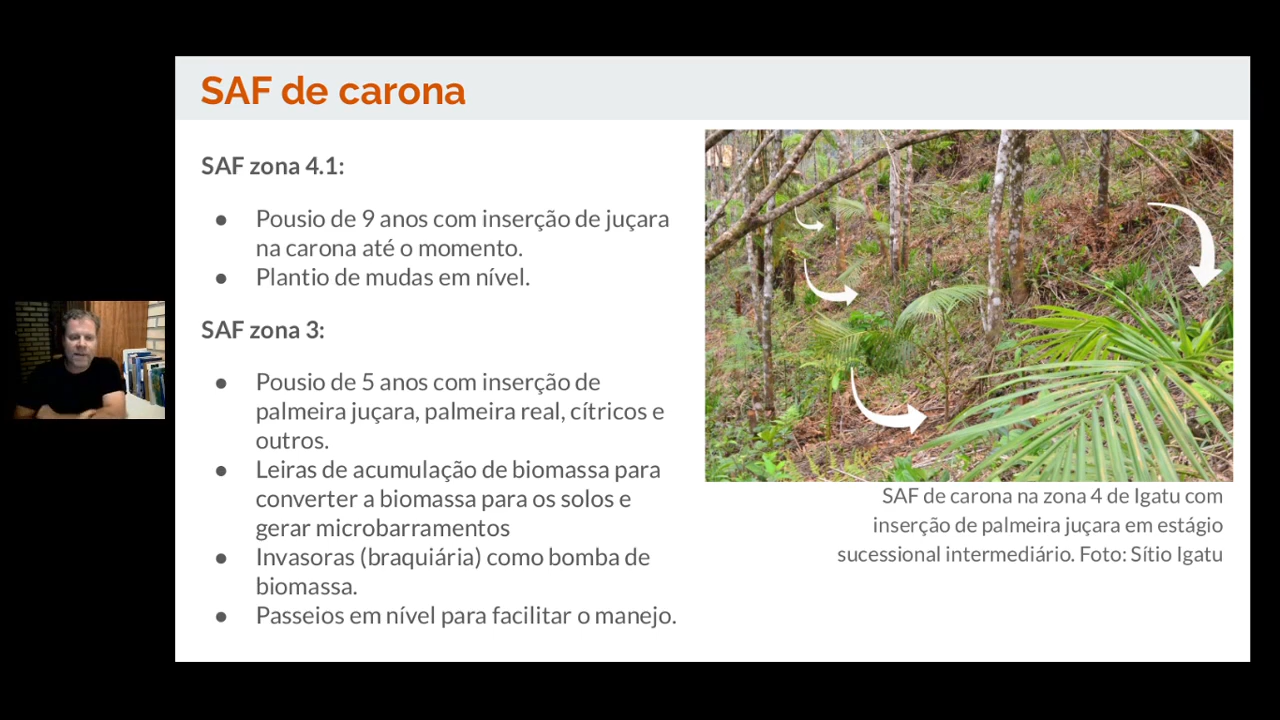 SAF de carona
SAF zona 4.1:
● Pousio de 9 anos com inserção de juçara
na carona até o momento.
● Plantio de mudas em nível.
SAF zona 3:
● Pousio de 5 anos com inserção de
palmeira juçara, palmeira real, cítricos e
outros.
● Leiras de acumulação de biomassa para
converter a biomassa para os solos e
gerar microbarramentos
● Invasoras (braquiária) como bomba de
biomassa.
● Passeios em nível para facilitar o manejo.
SAF de carona na zona 4 de Igatu com
inserção de palmeira juçara em estágio
sucessional intermediário. Foto: Sítio Igatu